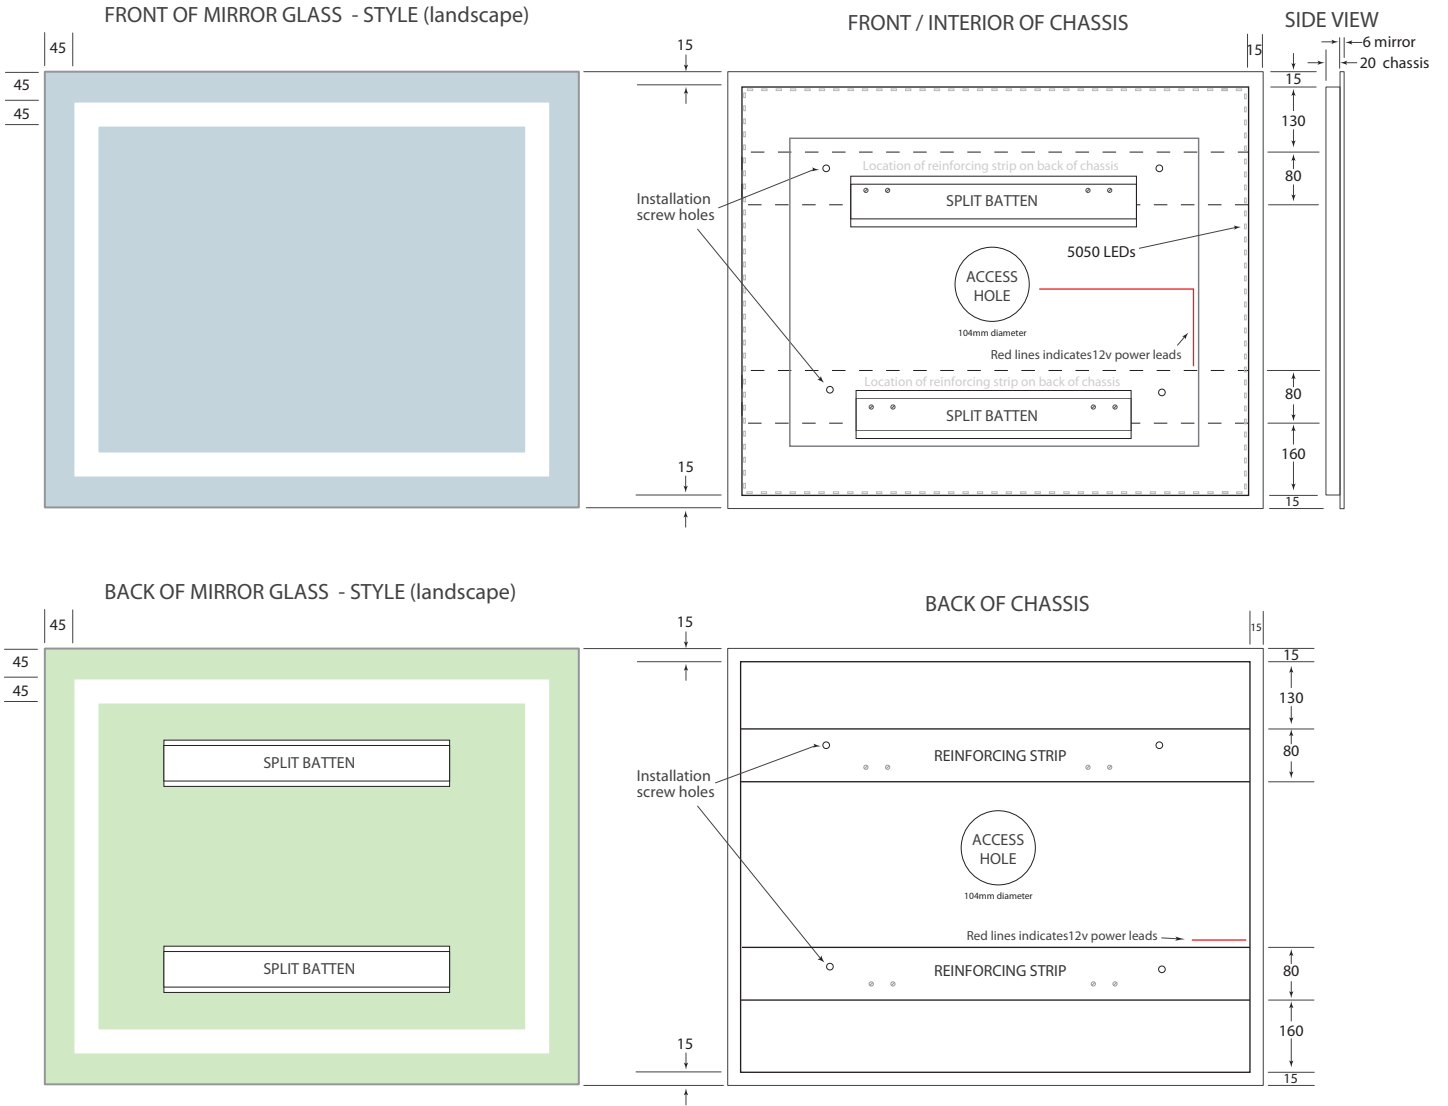 FRONT OF MIRROR GLASS - STYLE (landscape)
FRONT / INTERIOR OF CHASSIS
SIDE VIEW
45
45
45
15
15
6 mirror
20 chassis
15
130
80
Location of reinforcing strip on back of chassis
Installation
screw holes
SPLIT BATTEN
5050 LEDs
ACCESS
HOLE
104mm diameter
Red lines indicates12v power leads
Location of reinforcing strip on back of chassis
SPLIT BATTEN
80
160
15
15
BACK OF MIRROR GLASS - STYLE (landscape)
BACK OF CHASSIS
45
45
45
15
15
15
130
80
SPLIT BATTEN
Installation
screw holes
REINFORCING STRIP
ACCESS
HOLE
104mm diameter
Red lines indicates12v power leads
SPLIT BATTEN
REINFORCING STRIP
80
160
15
15